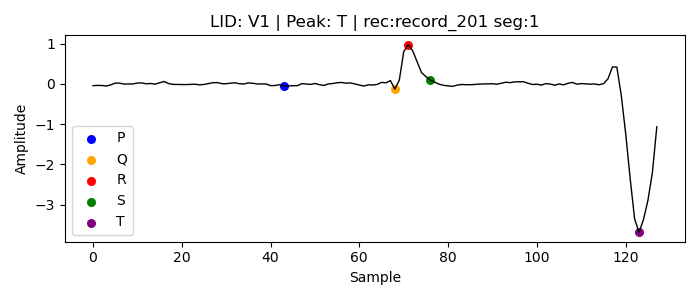 LID: V1 | Peak: T | rec:record_201 seg:1
Amplitude
1
0
−1
−2
−3
P
Q
R
S
T
0 20 40 60 80 100 120
Sample